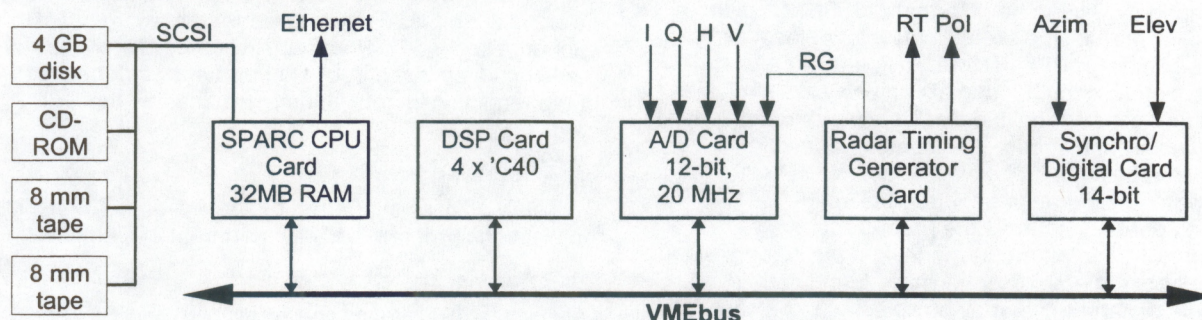 4 GB
disk
CD-
ROM
8 mm
tape
8 mm
tape
SCSI
Ethernet
SPARC CPU
Card
32MB RAM
DSP Card
4 x 'C40
I Q H V
RG
A/D Card
12-bit,
20 MHz
RT Pol
Radar Timing
Generator
Card
Azim Elev
Synchro/
Digital Card
14-bit
VMEbus